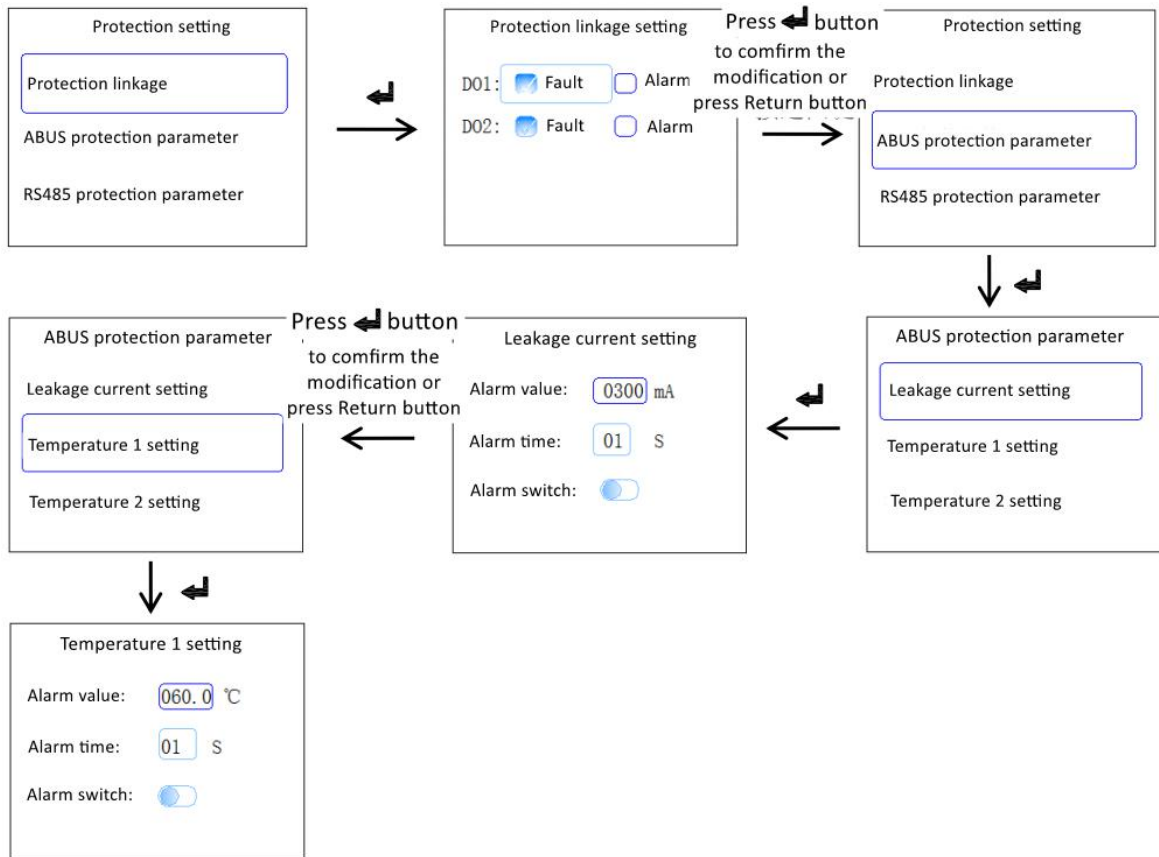 Protection setting
Protection linkage
ABUS protection parameter
RS485 protection parameter
Protection linkage setting
DO1: Fault Alarm
DO2: Fault Alarm
Press button
to comfirm the
modification or
press Return button
Protection setting
Protection linkage
ABUS protection parameter
RS485 protection parameter
ABUS protection parameter
Leakage current setting
Temperature 1 setting
Temperature 2 setting
Leakage current setting
Alarm value: 0300 mA
Alarm time: 01 S
Alarm switch:
Press button
to comfirm the
modification or
press Return button
ABUS protection parameter
Leakage current setting
Temperature 1 setting
Temperature 2 setting
Temperature 1 setting
Alarm value: 060.0 ℃
Alarm time: 01 S
Alarm switch: